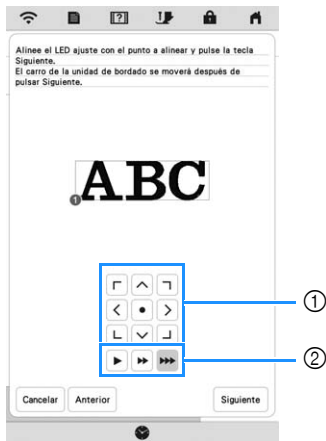 Alinee el LED ajuste con el punto a alinear y pulse la tecla
Siguiente.
El carro de la unidad de bordado se moverá después de
pulsar Siguiente.
ABC
1
1
2
Cancelar Anterior Siguiente